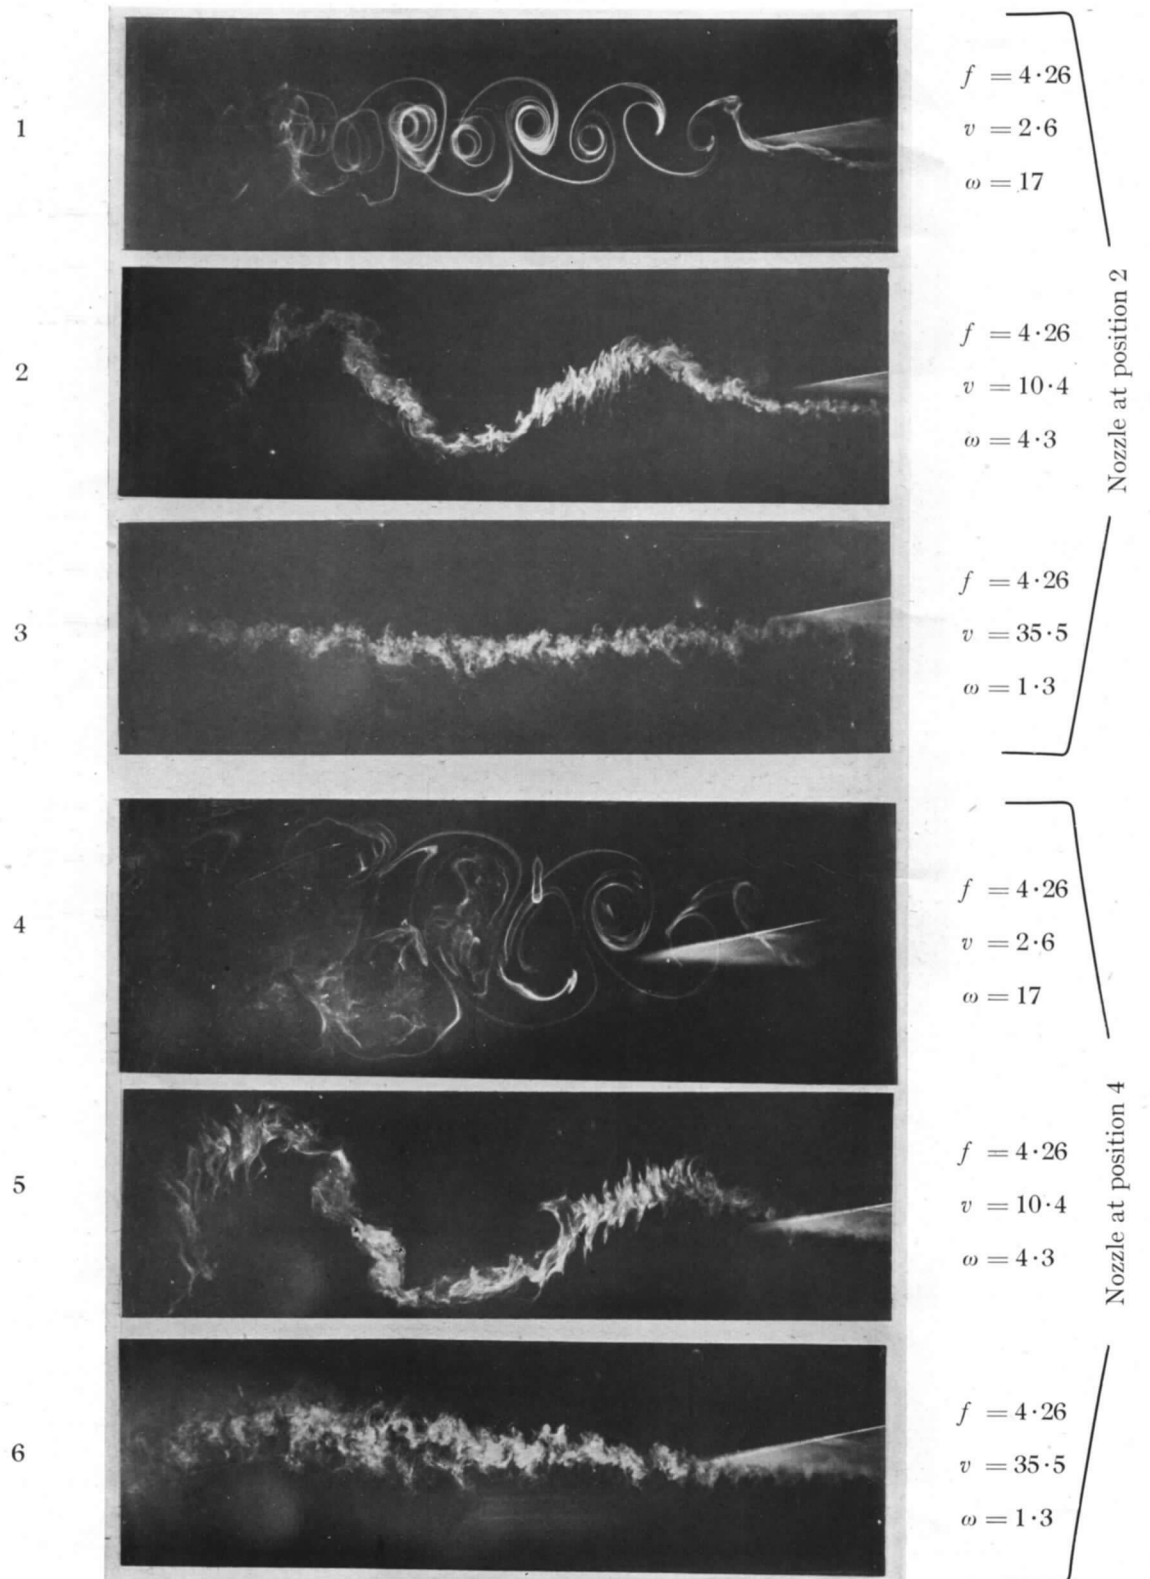 1
f = 4·26
v = 2·6
ω = 17
2
f = 4·26
v = 10·4
ω = 4·3
3
f = 4·26
v = 35·5
ω = 1·3
Nozzle at position 2
4
f = 4·26
v = 2·6
ω = 17
5
f = 4·26
v = 10·4
ω = 4·3
6
f = 4·26
v = 35·5
ω = 1·3
Nozzle at position 4